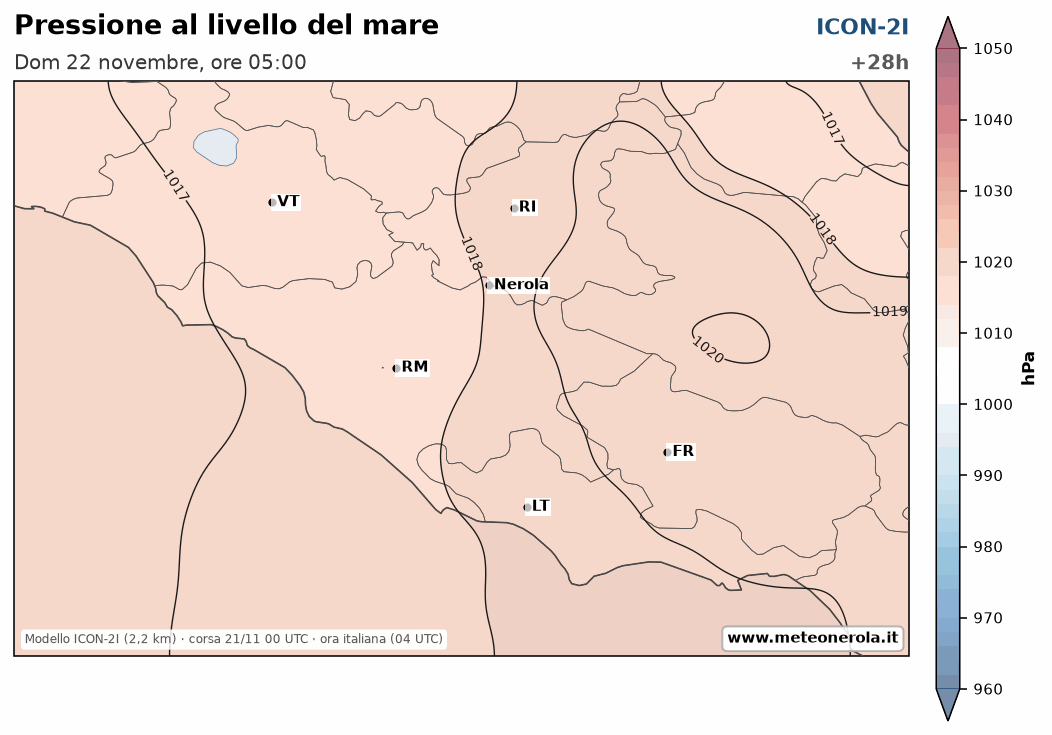 Pressione al livello del mare
ICON-2I
Dom 22 novembre, ore 05:00
+28h
1017
1017
1018
1018
1019
1020
VT
RI
Nerola
RM
FR
LT
Modello ICON-2I (2,2 km) · corsa 21/11 00 UTC · ora italiana (04 UTC)
www.meteonerola.it
1050
1040
1030
1020
1010
1000
990
980
970
960
hPa